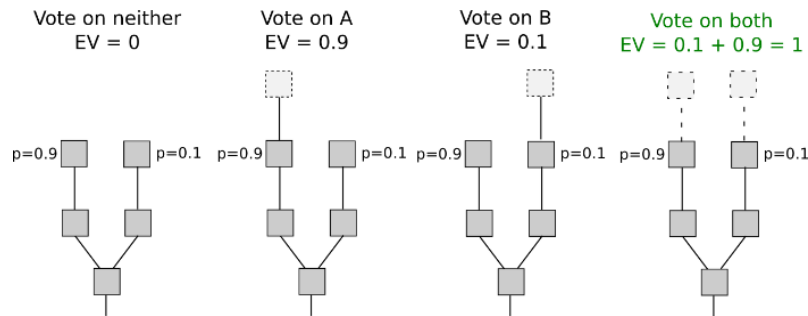 Vote on neither
EV = 0
Vote on A
EV = 0.9
Vote on B
EV = 0.1
Vote on both
EV = 0.1 + 0.9 = 1
p=0.9
p=0.1
p=0.9
p=0.1
p=0.9
p=0.1
p=0.9
p=0.1